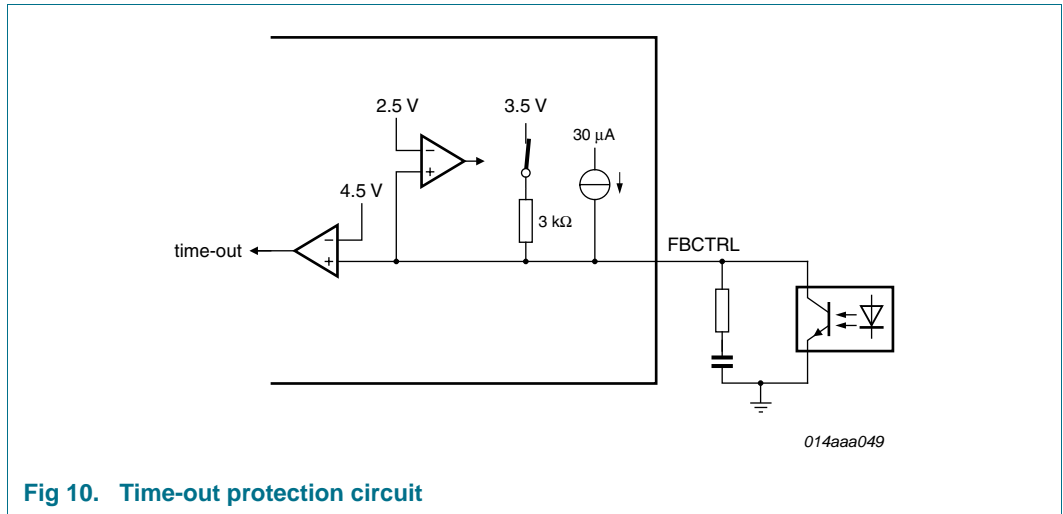 2.5 V
3.5 V
30 μA
4.5 V
3 kΩ
time-out
FBCTRL
014aaa049
Fig 10. Time-out protection circuit